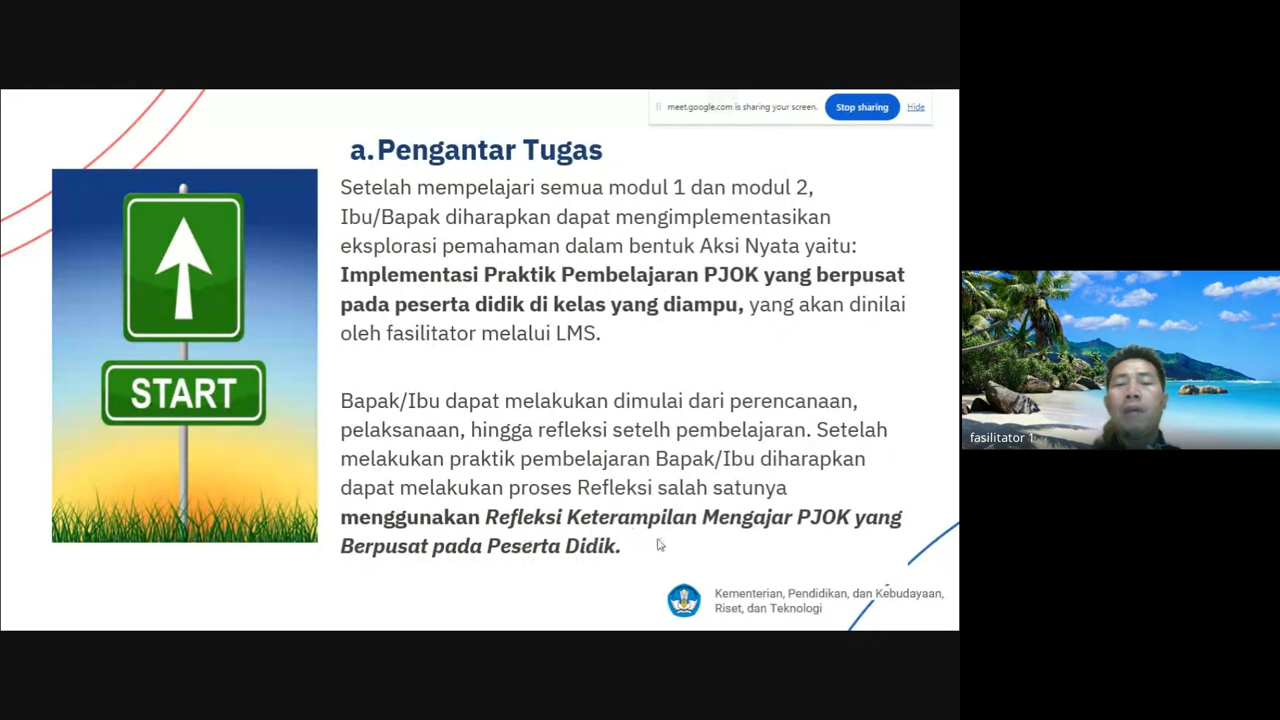 meet.google.com is sharing your screen.
Stop sharing
Hide
a. Pengantar Tugas
Setelah mempelajari semua modul 1 dan modul 2,
Ibu/Bapak diharapkan dapat mengimplementasikan
eksplorasi pemahaman dalam bentuk Aksi Nyata yaitu:
Implementasi Praktik Pembelajaran PJOK yang berpusat
pada peserta didik di kelas yang diampu, yang akan dinilai
oleh fasilitator melalui LMS.
Bapak/Ibu dapat melakukan dimulai dari perencanaan,
pelaksanaan, hingga refleksi setelh pembelajaran. Setelah
melakukan praktik pembelajaran Bapak/Ibu diharapkan
dapat melakukan proses Refleksi salah satunya
menggunakan Refleksi Keterampilan Mengajar PJOK yang
Berpusat pada Peserta Didik.
START
Kementerian, Pendidikan, dan Kebudayaan,
Riset, dan Teknologi
fasilitator 1